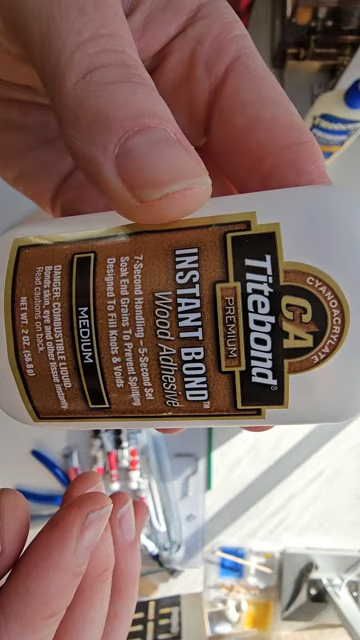 CYANOACRYLATE
CA
Titebond®
PREMIUM
INSTANT BOND™
Wood Adhesive
7-Second Handling – 5-Second Set
Soak End Grains To Prevent Splitting
Designed To Fill Knots & Voids
MEDIUM
DANGER: COMBUSTIBLE LIQUID.
Bonds skin, eye and other tissue instantly.
Read cautions on back.
NET WT. 2 OZ. (56.8g)